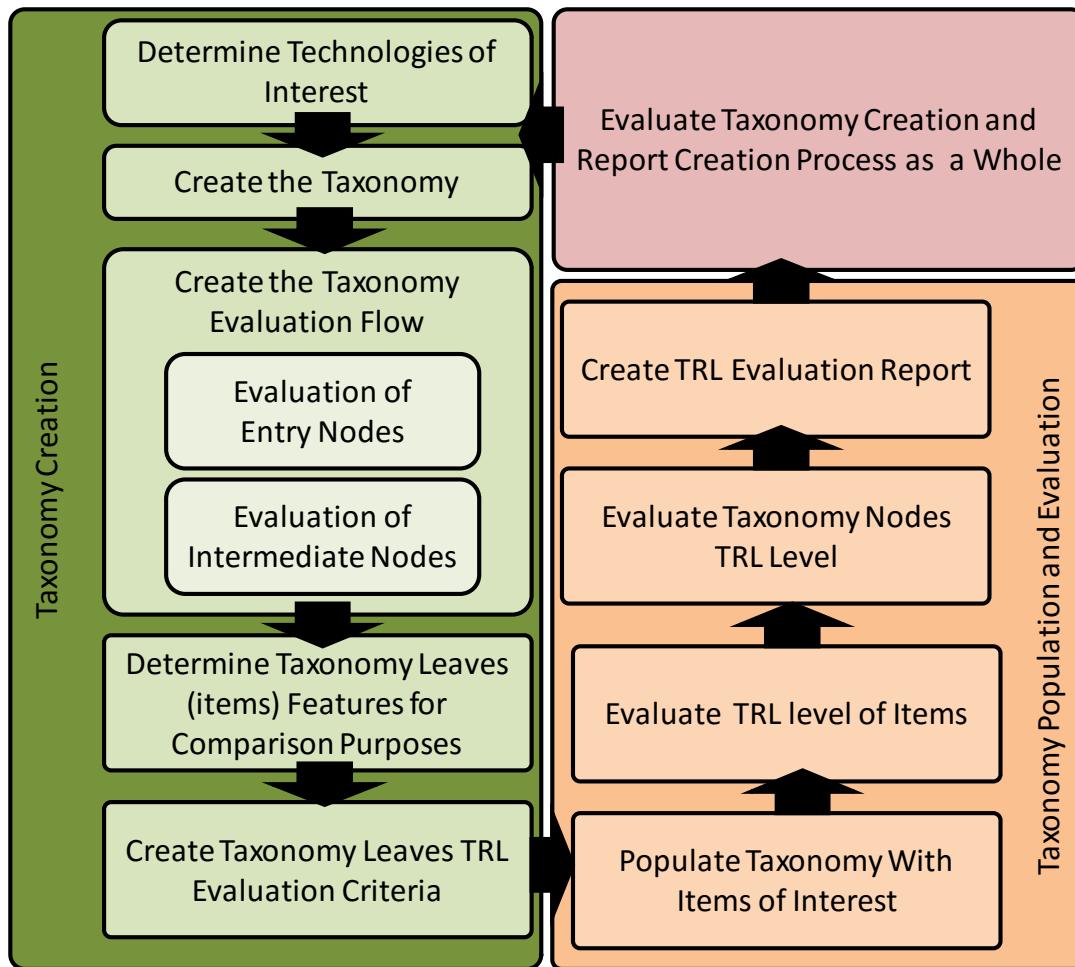 Taxonomy Creation
Determine Technologies of
Interest
Create the Taxonomy
Create the Taxonomy
Evaluation Flow
Evaluation of
Entry Nodes
Evaluation of
Intermediate Nodes
Determine Taxonomy Leaves
(items) Features for
Comparison Purposes
Create Taxonomy Leaves TRL
Evaluation Criteria
Populate Taxonomy With
Items of Interest
Evaluate TRL level of Items
Evaluate Taxonomy Nodes
TRL Level
Create TRL Evaluation Report
Taxonomy Population and Evaluation
Evaluate Taxonomy Creation and
Report Creation Process as a Whole